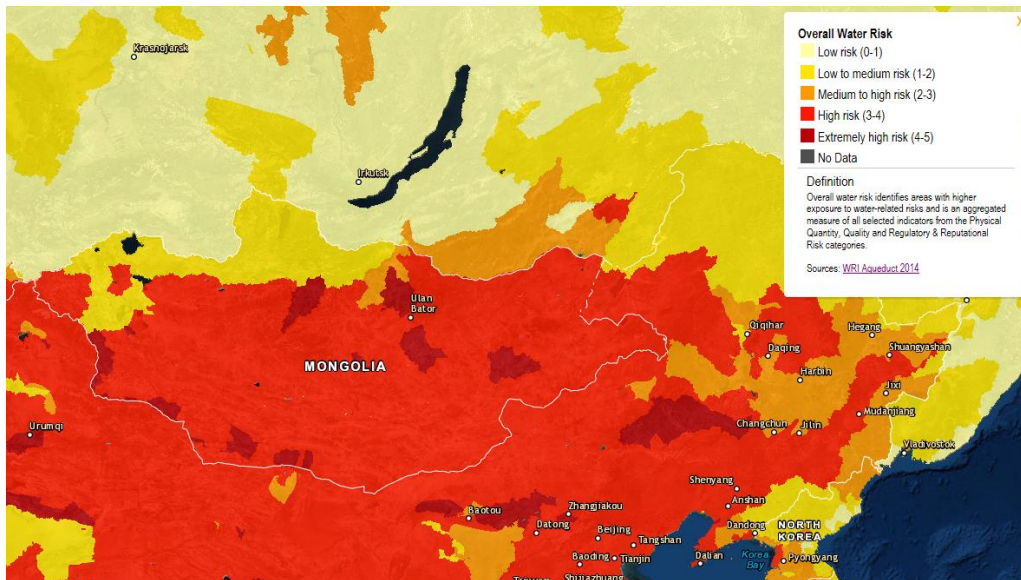 Krasnojarsk
Overall Water Risk
Low risk (0-1)
Low to medium risk (1-2)
Medium to high risk (2-3)
High risk (3-4)
Extremely high risk (4-5)
No Data
Definition
Overall water risk identifies areas with higher
exposure to water-related risks and is an aggregated
measure of all selected indicators from the Physical
Quantity, Quality and Regulatory & Reputational
Risk categories.
Sources: WRI Aqueduct 2014
Irkutsk
Ulan
Bator
MONGOLIA
Qiqihar
Hegang
Daqing
Shuangyashan
Harbin
Jixi
Mudanjiang
Urumqi
Changchun
Jilin
Vladivostok
Shenyang
Anshan
Baotou
Zhangjiakou
Datong
Beijing
Dandong
NORTH
KOREA
Tangshan
Baoding
Tianjin
Dalian
Korea
Bay
Pyongyang
Shijiazhuang